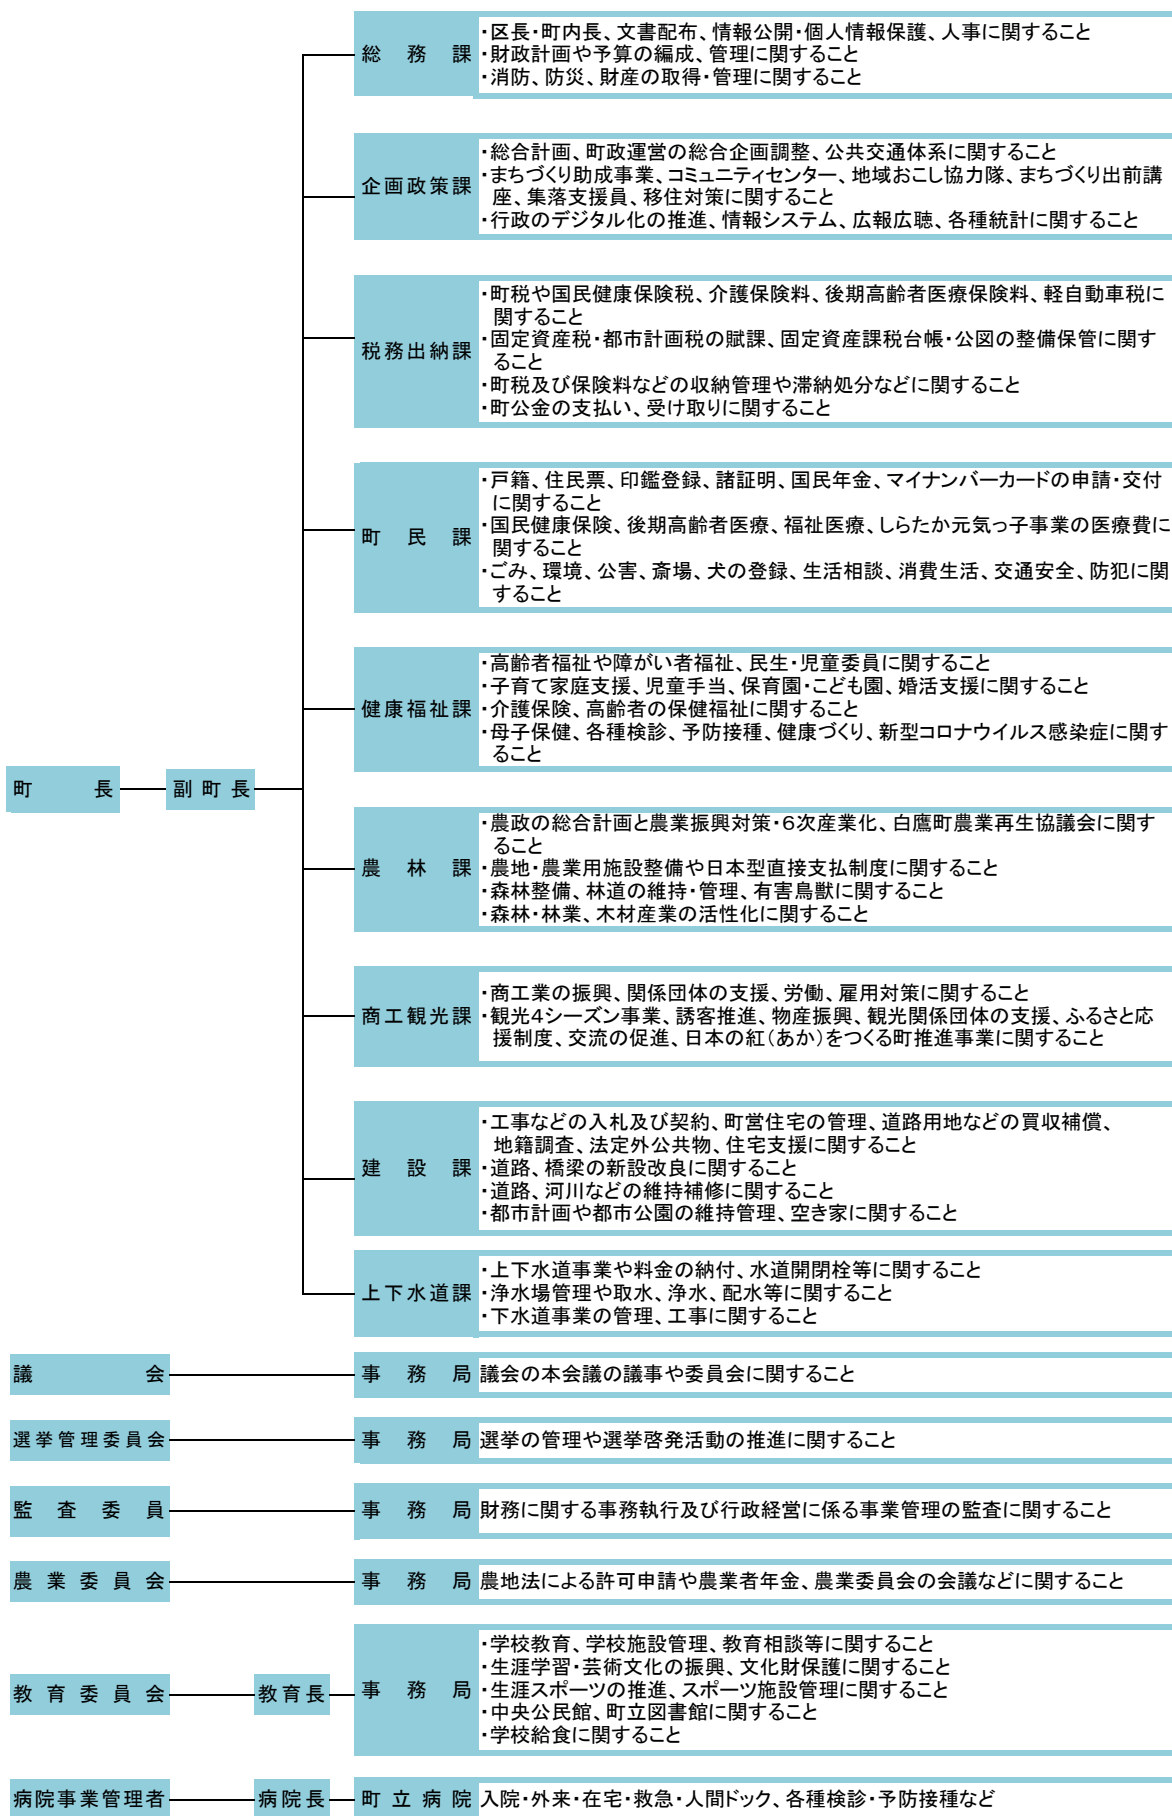 総務課
・区長・町内長、文書配布、情報公開・個人情報保護、人事に関すること
・財政計画や予算の編成、管理に関すること
・消防、防災、財産の取得・管理に関すること
企画政策課
・総合計画、町政運営の総合企画調整、公共交通体系に関すること
・まちづくり助成事業、コミュニティセンター、地域おこし協力隊、まちづくり出前講
座、集落支援員、移住対策に関すること
・行政のデジタル化の推進、情報システム、広報広聴、各種統計に関すること
税務出納課
・町税や国民健康保険税、介護保険料、後期高齢者医療保険料、軽自動車税に
関すること
・固定資産税・都市計画税の賦課、固定資産課税台帳・公図の整備保管に関す
ること
・町税及び保険料などの収納管理や滞納処分などに関すること
・町公金の支払い、受け取りに関すること
町民課
・戸籍、住民票、印鑑登録、諸証明、国民年金、マイナンバーカードの申請・交付
に関すること
・国民健康保険、後期高齢者医療、福祉医療、しらたか元気っ子事業の医療費に
関すること
・ごみ、環境、公害、斎場、犬の登録、生活相談、消費生活、交通安全、防犯に関
すること
健康福祉課
・高齢者福祉や障がい者福祉、民生・児童委員に関すること
・子育て家庭支援、児童手当、保育園・こども園、婚活支援に関すること
・介護保険、高齢者の保健福祉に関すること
・母子保健、各種検診、予防接種、健康づくり、新型コロナウイルス感染症に関す
ること
町長
副町長
農林課
・農政の総合計画と農業振興対策・6次産業化、白鷹町農業再生協議会に関す
ること
・農地・農業用施設整備や日本型直接支払制度に関すること
・森林整備、林道の維持・管理、有害鳥獣に関すること
・森林・林業、木材産業の活性化に関すること
商工観光課
・商工業の振興、関係団体の支援、労働、雇用対策に関すること
・観光4シーズン事業、誘客推進、物産振興、観光関係団体の支援、ふるさと応
援制度、交流の促進、日本の紅（あか）をつくる町推進事業に関すること
建設課
・工事などの入札及び契約、町営住宅の管理、道路用地などの買収補償、
地籍調査、法定外公共物、住宅支援に関すること
・道路、橋梁の新設改良に関すること
・道路、河川などの維持補修に関すること
・都市計画や都市公園の維持管理、空き家に関すること
上下水道課
・上下水道事業や料金の納付、水道開閉栓等に関すること
・浄水場管理や取水、浄水、配水等に関すること
・下水道事業の管理、工事に関すること
議会
事務局
議会の本会議の議事や委員会に関すること
選挙管理委員会
事務局
選挙の管理や選挙啓発活動の推進に関すること
監査委員
事務局
財務に関する事務執行及び行政経営に係る事業管理の監査に関すること
農業委員会
事務局
農地法による許可申請や農業者年金、農業委員会の会議などに関すること
教育委員会
教育長
事務局
・学校教育、学校施設管理、教育相談等に関すること
・生涯学習・芸術文化の振興、文化財保護に関すること
・生涯スポーツの推進、スポーツ施設管理に関すること
・中央公民館、町立図書館に関すること
・学校給食に関すること
病院事業管理者
病院長
町立病院
入院・外来・在宅・救急・人間ドック、各種検診・予防接種など